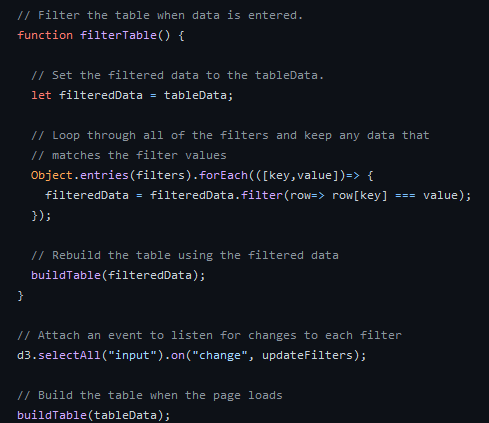 // Filter the table when data is entered.
function filterTable() {
// Set the filtered data to the tableData.
let filteredData = tableData;
// Loop through all of the filters and keep any data that
// matches the filter values
Object.entries(filters).forEach(([key,value])=> {
filteredData = filteredData.filter(row=> row[key] === value);
});
// Rebuild the table using the filtered data
buildTable(filteredData);
}
// Attach an event to listen for changes to each filter
d3.selectAll("input").on("change", updateFilters);
// Build the table when the page loads
buildTable(tableData);